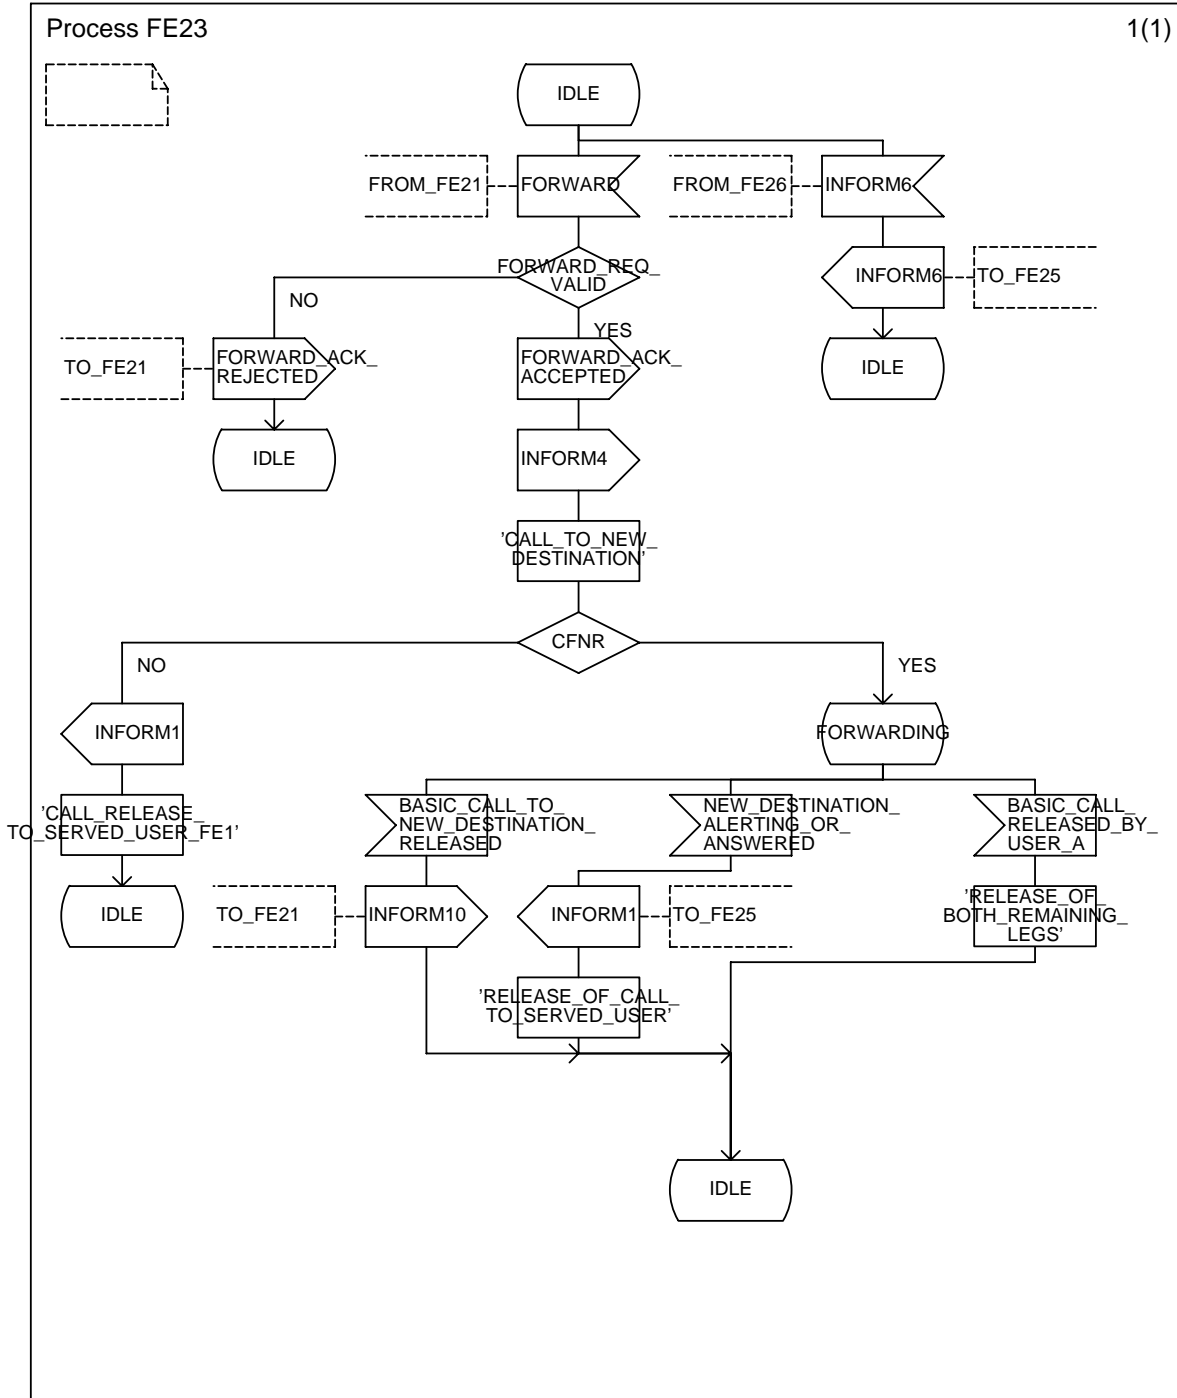 Process FE23
1(1)
IDLE
FROM_FE21
FORWARD
FROM_FE26
INFORM6
FORWARD_REQ_
VALID
INFORM6
TO_FE25
NO
YES
TO_FE21
FORWARD_ACK_
REJECTED
FORWARD_ACK_
ACCEPTED
IDLE
IDLE
INFORM4
'CALL_TO_NEW_
DESTINATION'
CFNR
NO
YES
INFORM1
FORWARDING
'CALL_RELEASE_
TO_SERVED_USER_FE1'
BASIC_CALL_TO_
NEW_DESTINATION_
RELEASED
NEW_DESTINATION_
ALERTING_OR_
ANSWERED
BASIC_CALL_
RELEASED_BY_
USER_A
IDLE
TO_FE21
INFORM10
INFORM1
TO_FE25
'RELEASE_OF_
BOTH_REMAINING_
LEGS'
'RELEASE_OF_CALL_
TO_SERVED_USER'
IDLE